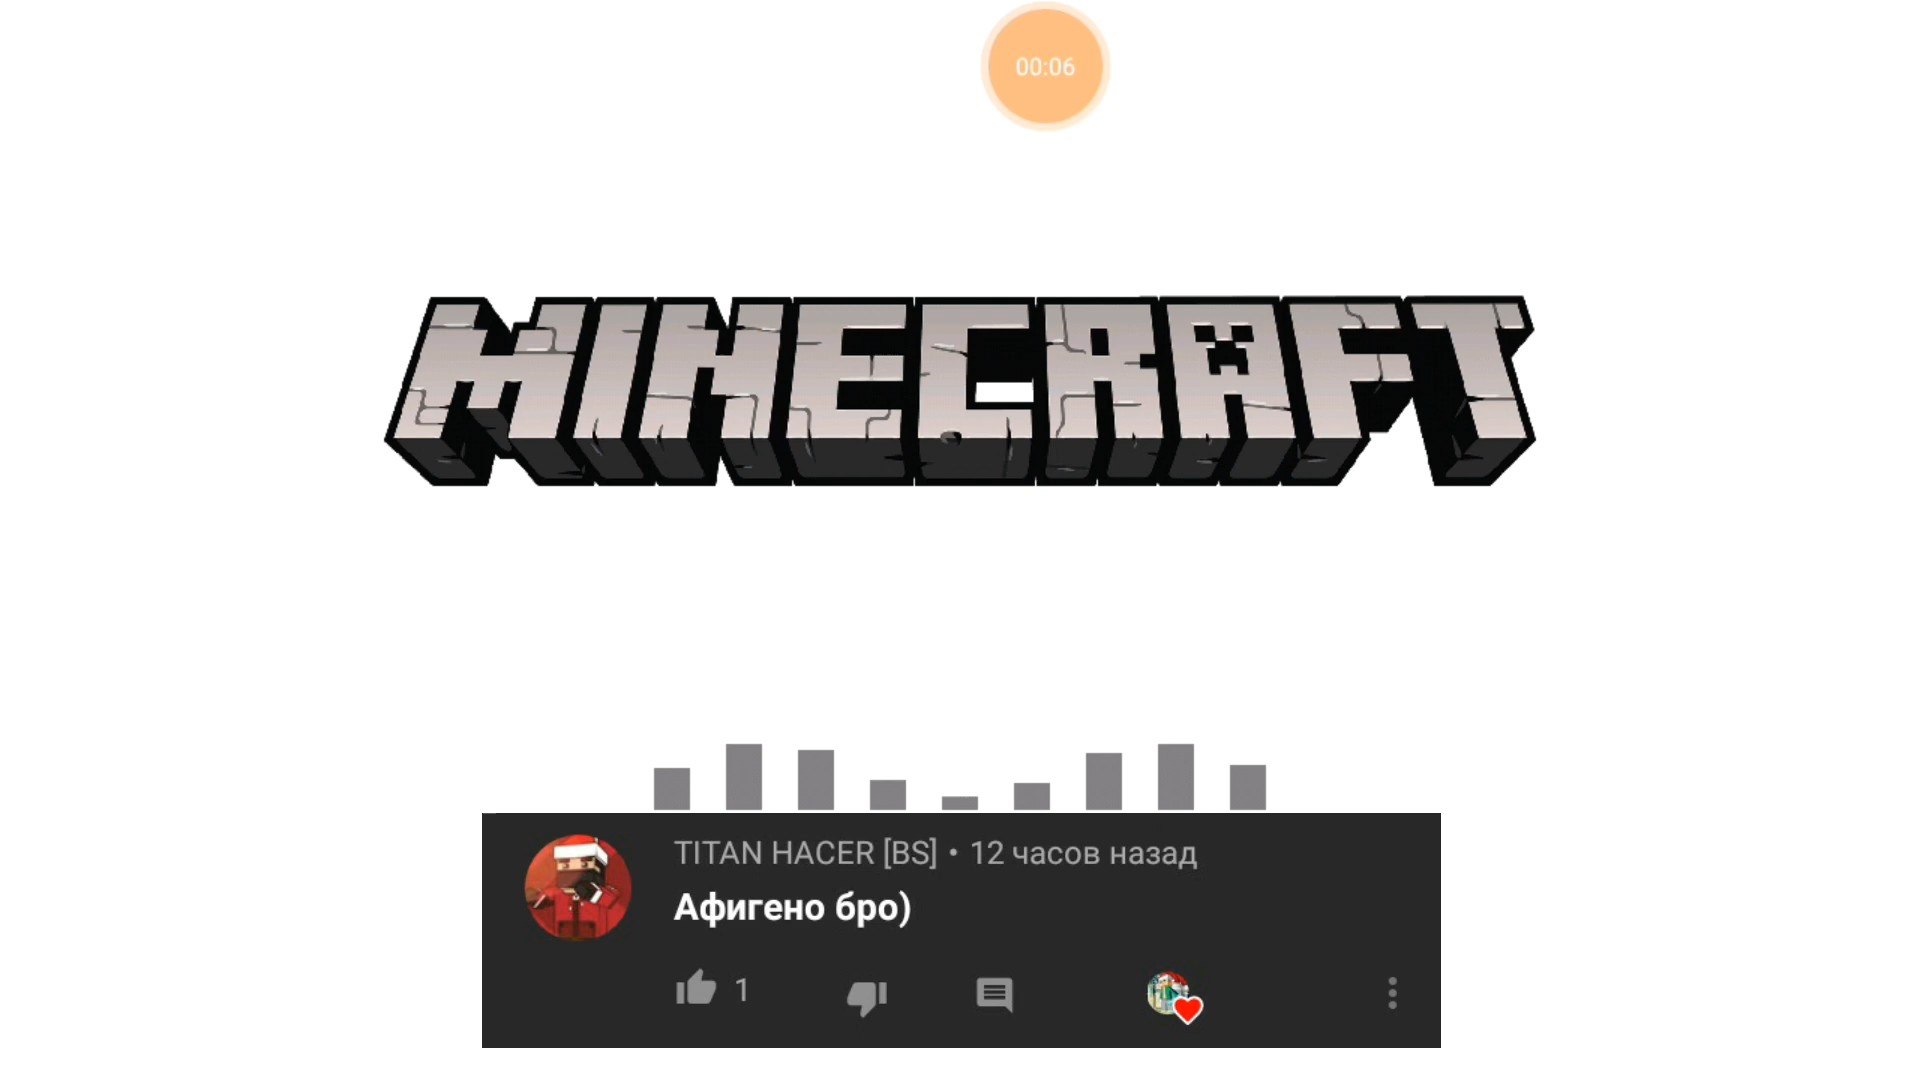 00:06
MINECRAFT
TITAN HACER [BS] • 12 часов назад
Афигено бро)
1